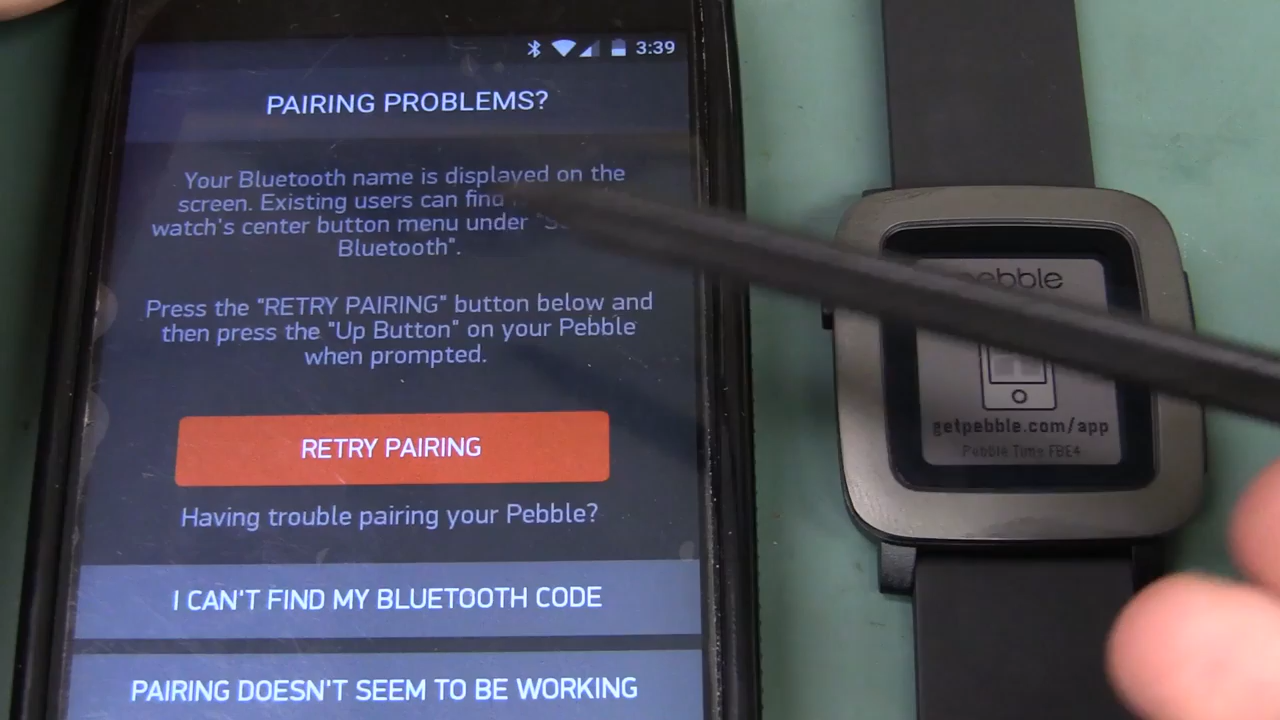 3:39
PAIRING PROBLEMS?
Your Bluetooth name is displayed on the
screen. Existing users can find
watch's center button menu under
Bluetooth".
Press the "RETRY PAIRING" button below and
then press the "Up Button" on your Pebble
when prompted.
RETRY PAIRING
Having trouble pairing your Pebble?
I CAN'T FIND MY BLUETOOTH CODE
PAIRING DOESN'T SEEM TO BE WORKING
pebble
getpebble.com/app
Pebble Time FBE4